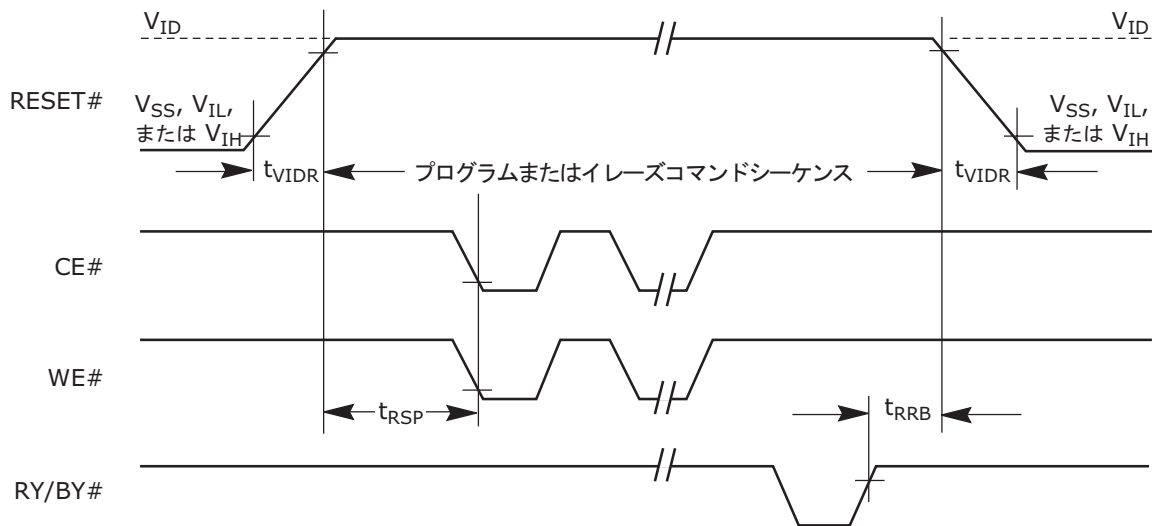 VID
VID
RESET#
VSS, VIL,
または VIH
VSS, VIL,
または VIH
tVIDR
プログラムまたはイレーズコマンドシーケンス
tVIDR
CE#
WE#
tRSP
tRRB
RY/BY#